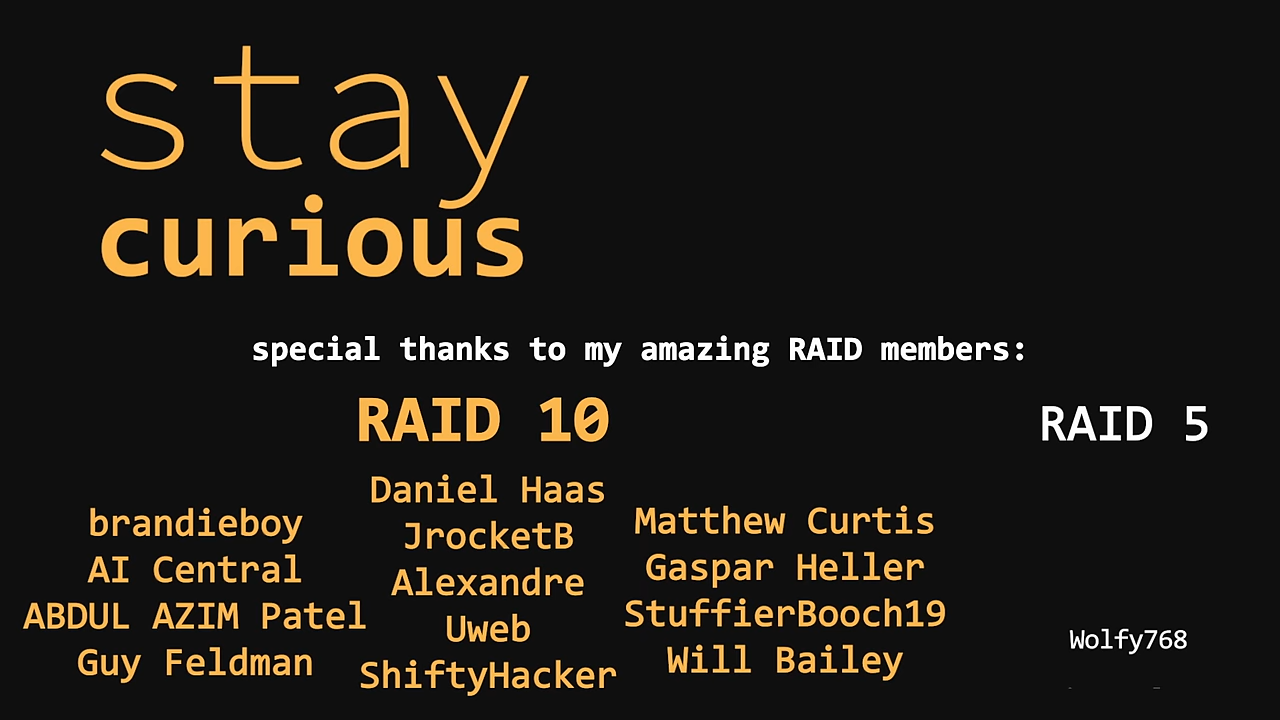 stay
curious
special thanks to my amazing RAID members:
RAID 10
RAID 5
brandieboy
AI Central
ABDUL AZIM Patel
Guy Feldman
Daniel Haas
JrocketB
Alexandre
Uweb
ShiftyHacker
Matthew Curtis
Gaspar Heller
StuffierBooch19
Will Bailey
Wolfy768